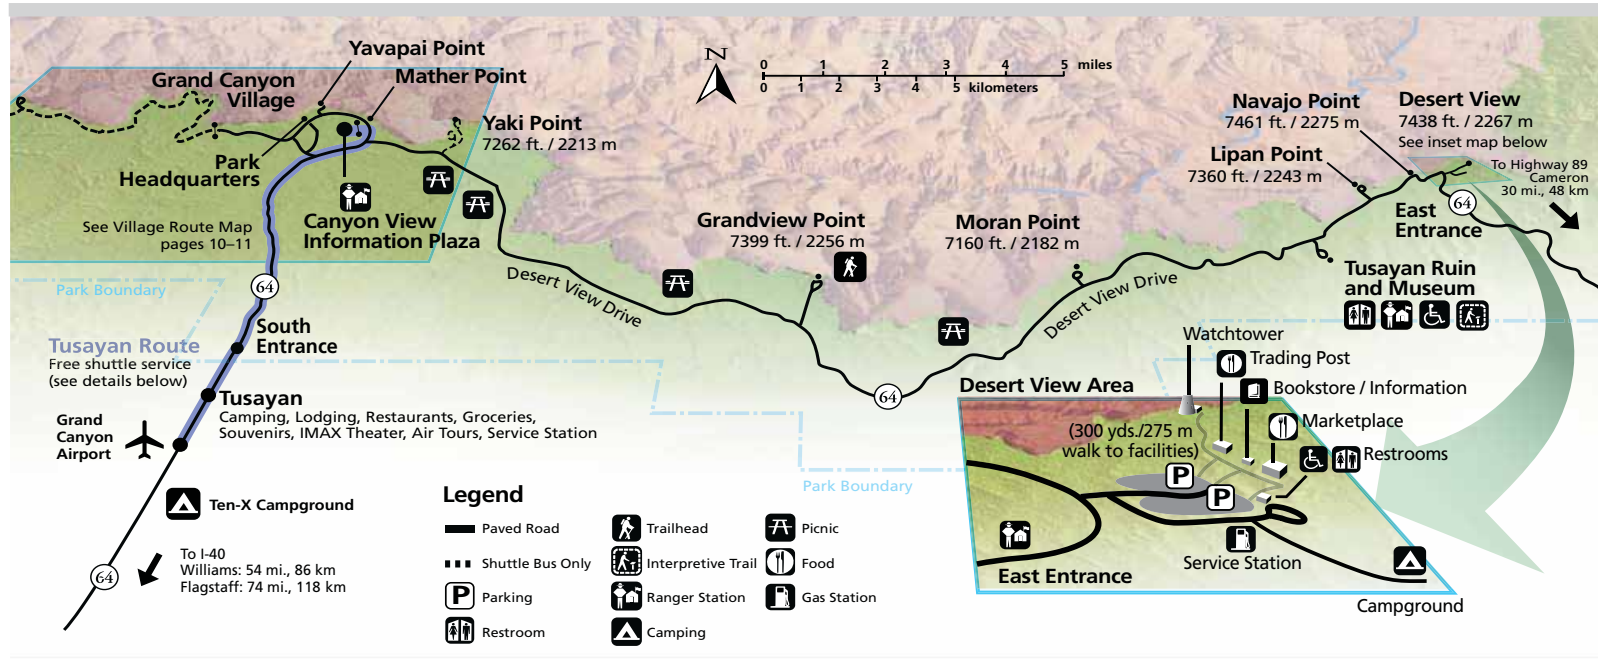 Yavapai Point
Mather Point
Grand Canyon
Village
Park
Headquarters
See Village Route Map
pages 10–11
Canyon View
Information Plaza
Yaki Point
7262 ft. / 2213 m
N
0 1 2 3 4 5 miles
0 1 2 3 4 5 kilometers
Navajo Point
7461 ft. / 2275 m
Desert View
7438 ft. / 2267 m
See inset map below
Lipan Point
7360 ft. / 2243 m
To Highway 89
Cameron
30 mi., 48 km
64
East
Entrance
Grandview Point
7399 ft. / 2256 m
Moran Point
7160 ft. / 2182 m
Desert View Drive
Desert View Drive
64
Tusayan Ruin
and Museum
Park Boundary
64
South
Entrance
Tusayan Route
Free shuttle service
(see details below)
Tusayan
Camping, Lodging, Restaurants, Groceries,
Souvenirs, IMAX Theater, Air Tours, Service Station
Grand
Canyon
Airport
Ten-X Campground
To I-40
Williams: 54 mi., 86 km
Flagstaff: 74 mi., 118 km
64
Park Boundary
Legend
Paved Road
Shuttle Bus Only
P Parking
Restroom
Trailhead
Interpretive Trail
Ranger Station
Camping
Picnic
Food
Gas Station
Desert View Area
Watchtower
Trading Post
Bookstore / Information
Marketplace
Restrooms
(300 yds./275 m
walk to facilities)
P
P
Service Station
East Entrance
Campground